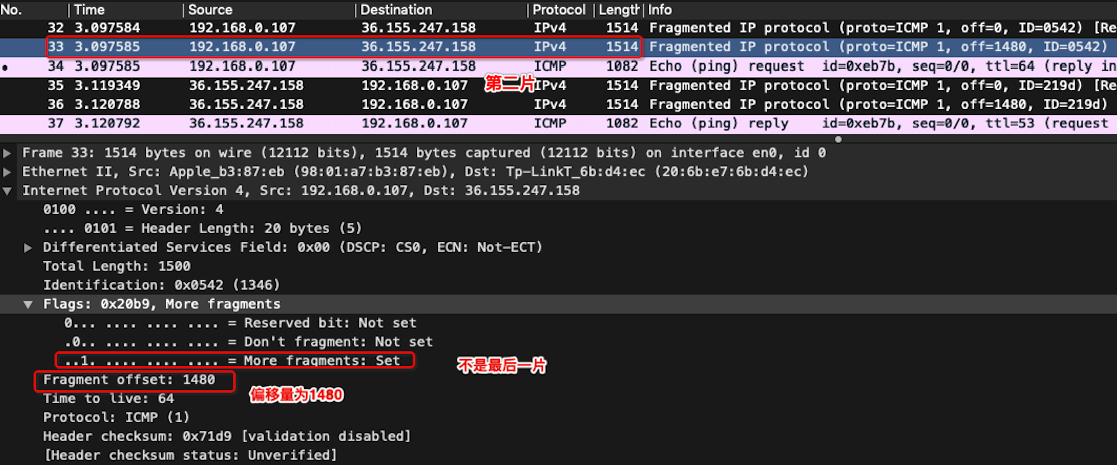 No. Time Source Destination Protocol Length Info
32 3.097584 192.168.0.107 36.155.247.158 IPv4 1514 Fragmented IP protocol (proto=ICMP 1, off=0, ID=0542) [Re
33 3.097585 192.168.0.107 36.155.247.158 IPv4 1514 Fragmented IP protocol (proto=ICMP 1, off=1480, ID=0542)
34 3.097585 192.168.0.107 36.155.247.158 ICMP 1082 Echo (ping) request id=0xeb7b, seq=0/0, ttl=64 (reply in
第二片
35 3.119349 36.155.247.158 192.168.0.107 IPv4 1514 Fragmented IP protocol (proto=ICMP 1, off=0, ID=219d) [Re
36 3.120788 36.155.247.158 192.168.0.107 IPv4 1514 Fragmented IP protocol (proto=ICMP 1, off=1480, ID=219d)
37 3.120792 36.155.247.158 192.168.0.107 ICMP 1082 Echo (ping) reply id=0xeb7b, seq=0/0, ttl=53 (request
Frame 33: 1514 bytes on wire (12112 bits), 1514 bytes captured (12112 bits) on interface en0, id 0
Ethernet II, Src: Apple_b3:87:eb (98:01:a7:b3:87:eb), Dst: Tp-LinkT_6b:d4:ec (20:6b:e7:6b:d4:ec)
Internet Protocol Version 4, Src: 192.168.0.107, Dst: 36.155.247.158
0100 .... = Version: 4
.... 0101 = Header Length: 20 bytes (5)
Differentiated Services Field: 0x00 (DSCP: CS0, ECN: Not-ECT)
Total Length: 1500
Identification: 0x0542 (1346)
Flags: 0x20b9, More fragments
0... .... .... .... = Reserved bit: Not set
.0.. .... .... .... = Don't fragment: Not set
..1. .... .... .... = More fragments: Set
不是最后一片
Fragment offset: 1480
偏移量为1480
Time to live: 64
Protocol: ICMP (1)
Header checksum: 0x71d9 [validation disabled]
[Header checksum status: Unverified]